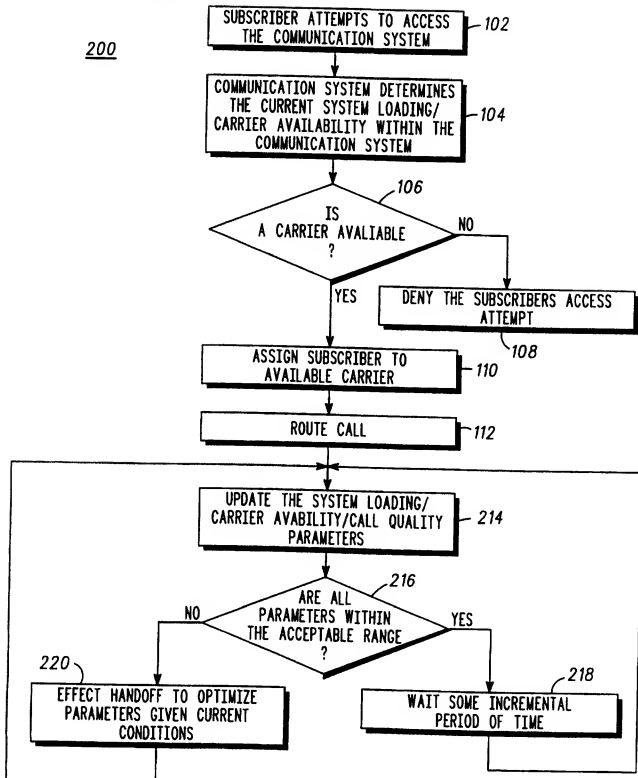 200
SUBSCRIBER ATTEMPTS TO ACCESS
THE COMMUNICATION SYSTEM
102
COMMUNICATION SYSTEM DETERMINES
THE CURRENT SYSTEM LOADING/
CARRIER AVAILABILITY WITHIN THE
COMMUNICATION SYSTEM
104
106
IS
A CARRIER AVALIABLE
?
NO
YES
DENY THE SUBSCRIBERS ACCESS
ATTEMPT
108
ASSIGN SUBSCRIBER TO
AVAILABLE CARRIER
110
ROUTE CALL
112
UPDATE THE SYSTEM LOADING/
CARRIER AVABILITY/CALL QUALITY
PARAMETERS
214
216
ARE ALL
PARAMETERS WITHIN
THE ACCEPTABLE RANGE
?
NO
YES
220
EFFECT HANDOFF TO OPTIMIZE
PARAMETERS GIVEN CURRENT
CONDITIONS
218
WAIT SOME INCREMENTAL
PERIOD OF TIME